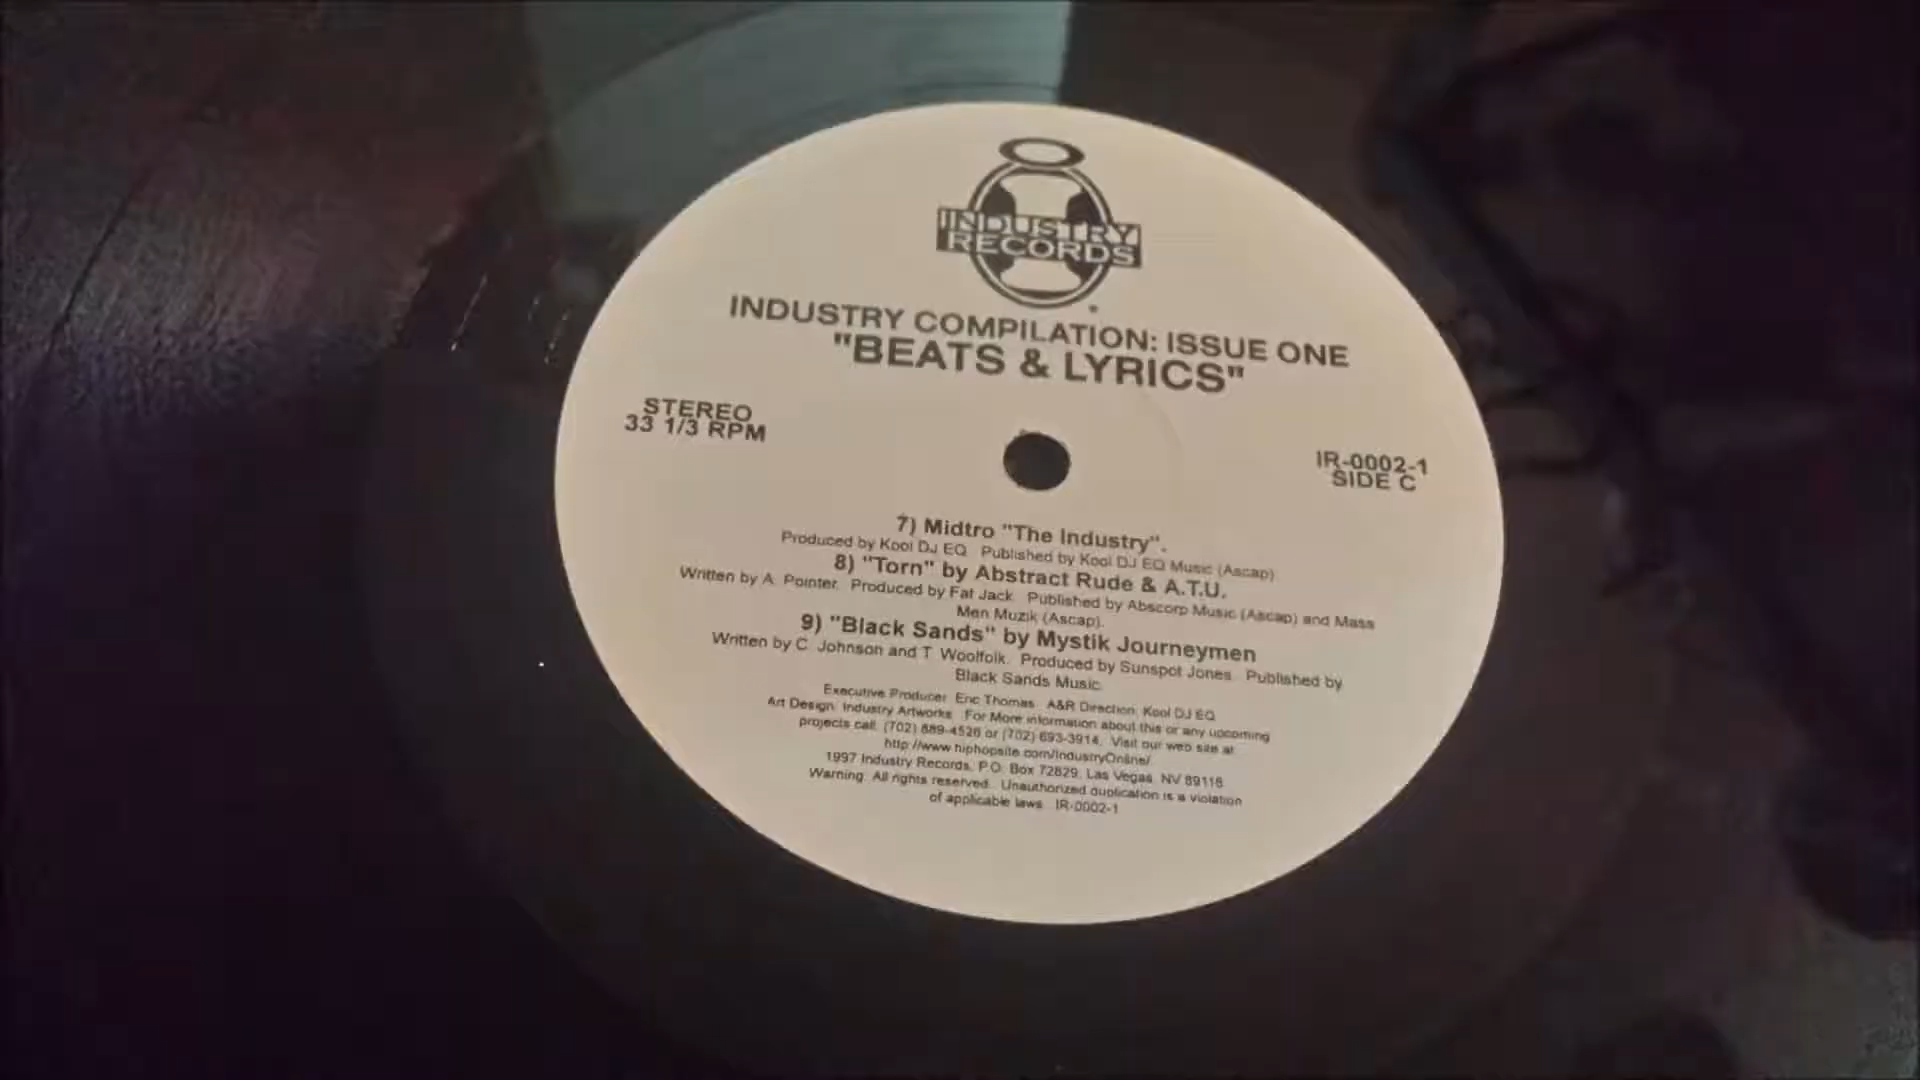 INDUSTRY
RECORDS
INDUSTRY COMPILATION: ISSUE ONE
"BEATS & LYRICS"
STEREO
33 1/3 RPM
IR-0002-1
SIDE C
7) Midtro "The Industry".
Produced by Kool DJ EQ. Published by Kool DJ EQ Music (Ascap)
8) "Torn" by Abstract Rude & A.T.U.
Written by A. Pointer. Produced by Fat Jack. Published by Abscorp Music (Ascap) and Mass
Men Muzik (Ascap).
9) "Black Sands" by Mystik Journeymen
Written by C. Johnson and T. Woolfolk. Produced by Sunspot Jones. Published by
Black Sands Music.
Executive Producer: Eric Thomas. A&R Direction: Kool DJ EQ
Art Design: Industry Artworks. For More information about this or any upcoming
projects call: (702) 889-4526 or (702) 693-3914. Visit our web site at
http://www.hiphopsite.com/IndustryOnline/
1997 Industry Records, P.O. Box 72829, Las Vegas, NV 89116
Warning: All rights reserved. Unauthorized duplication is a violation
of applicable laws. IR-0002-1